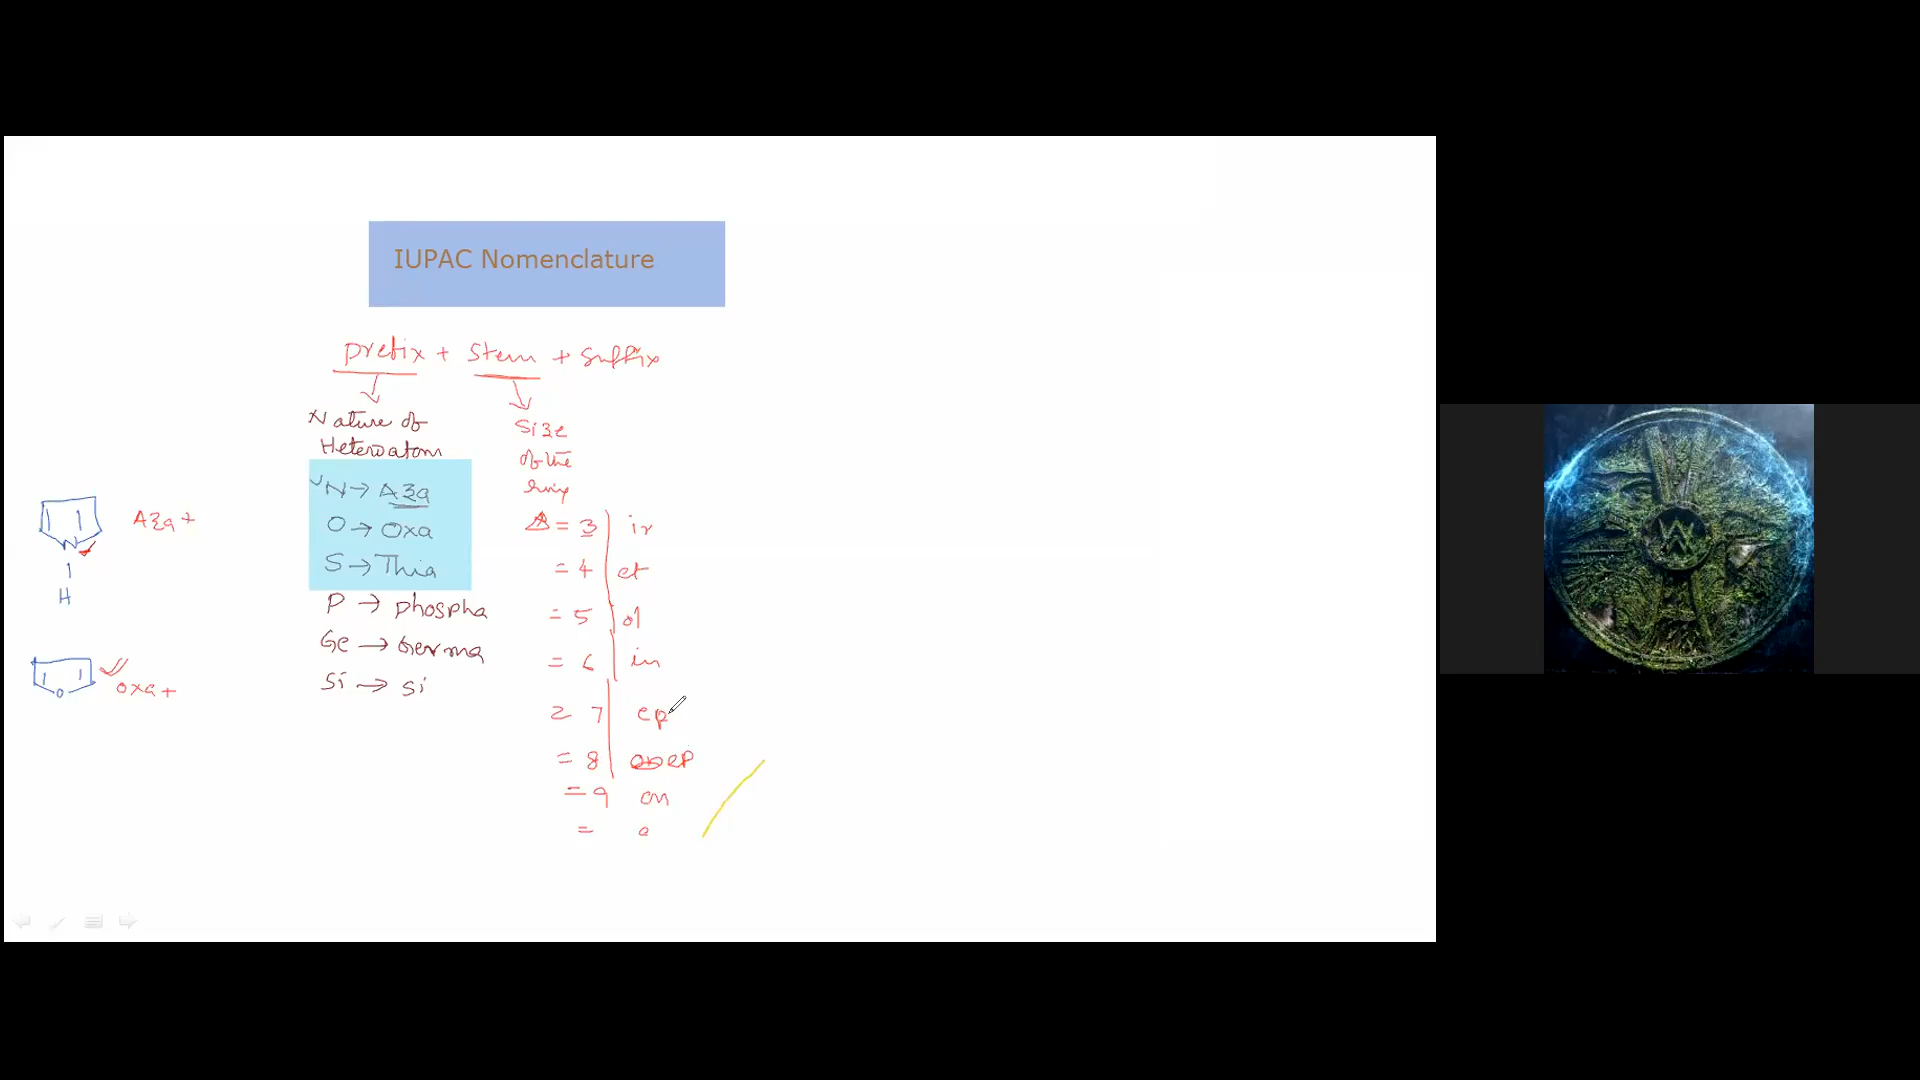 IUPAC Nomenclature
prefix + stem + suffix
Nature of
Heteroatom
N → Aza
O → Oxa
S → Thia
P → phospha
Ge → Germa
Si → Si
Size
of the
ring
= 3 ir
= 4 et
= 5 ol
= 6 in
7 ep
= 8 ep
= 9 on
=
N
H
Aza +
O
oxa +